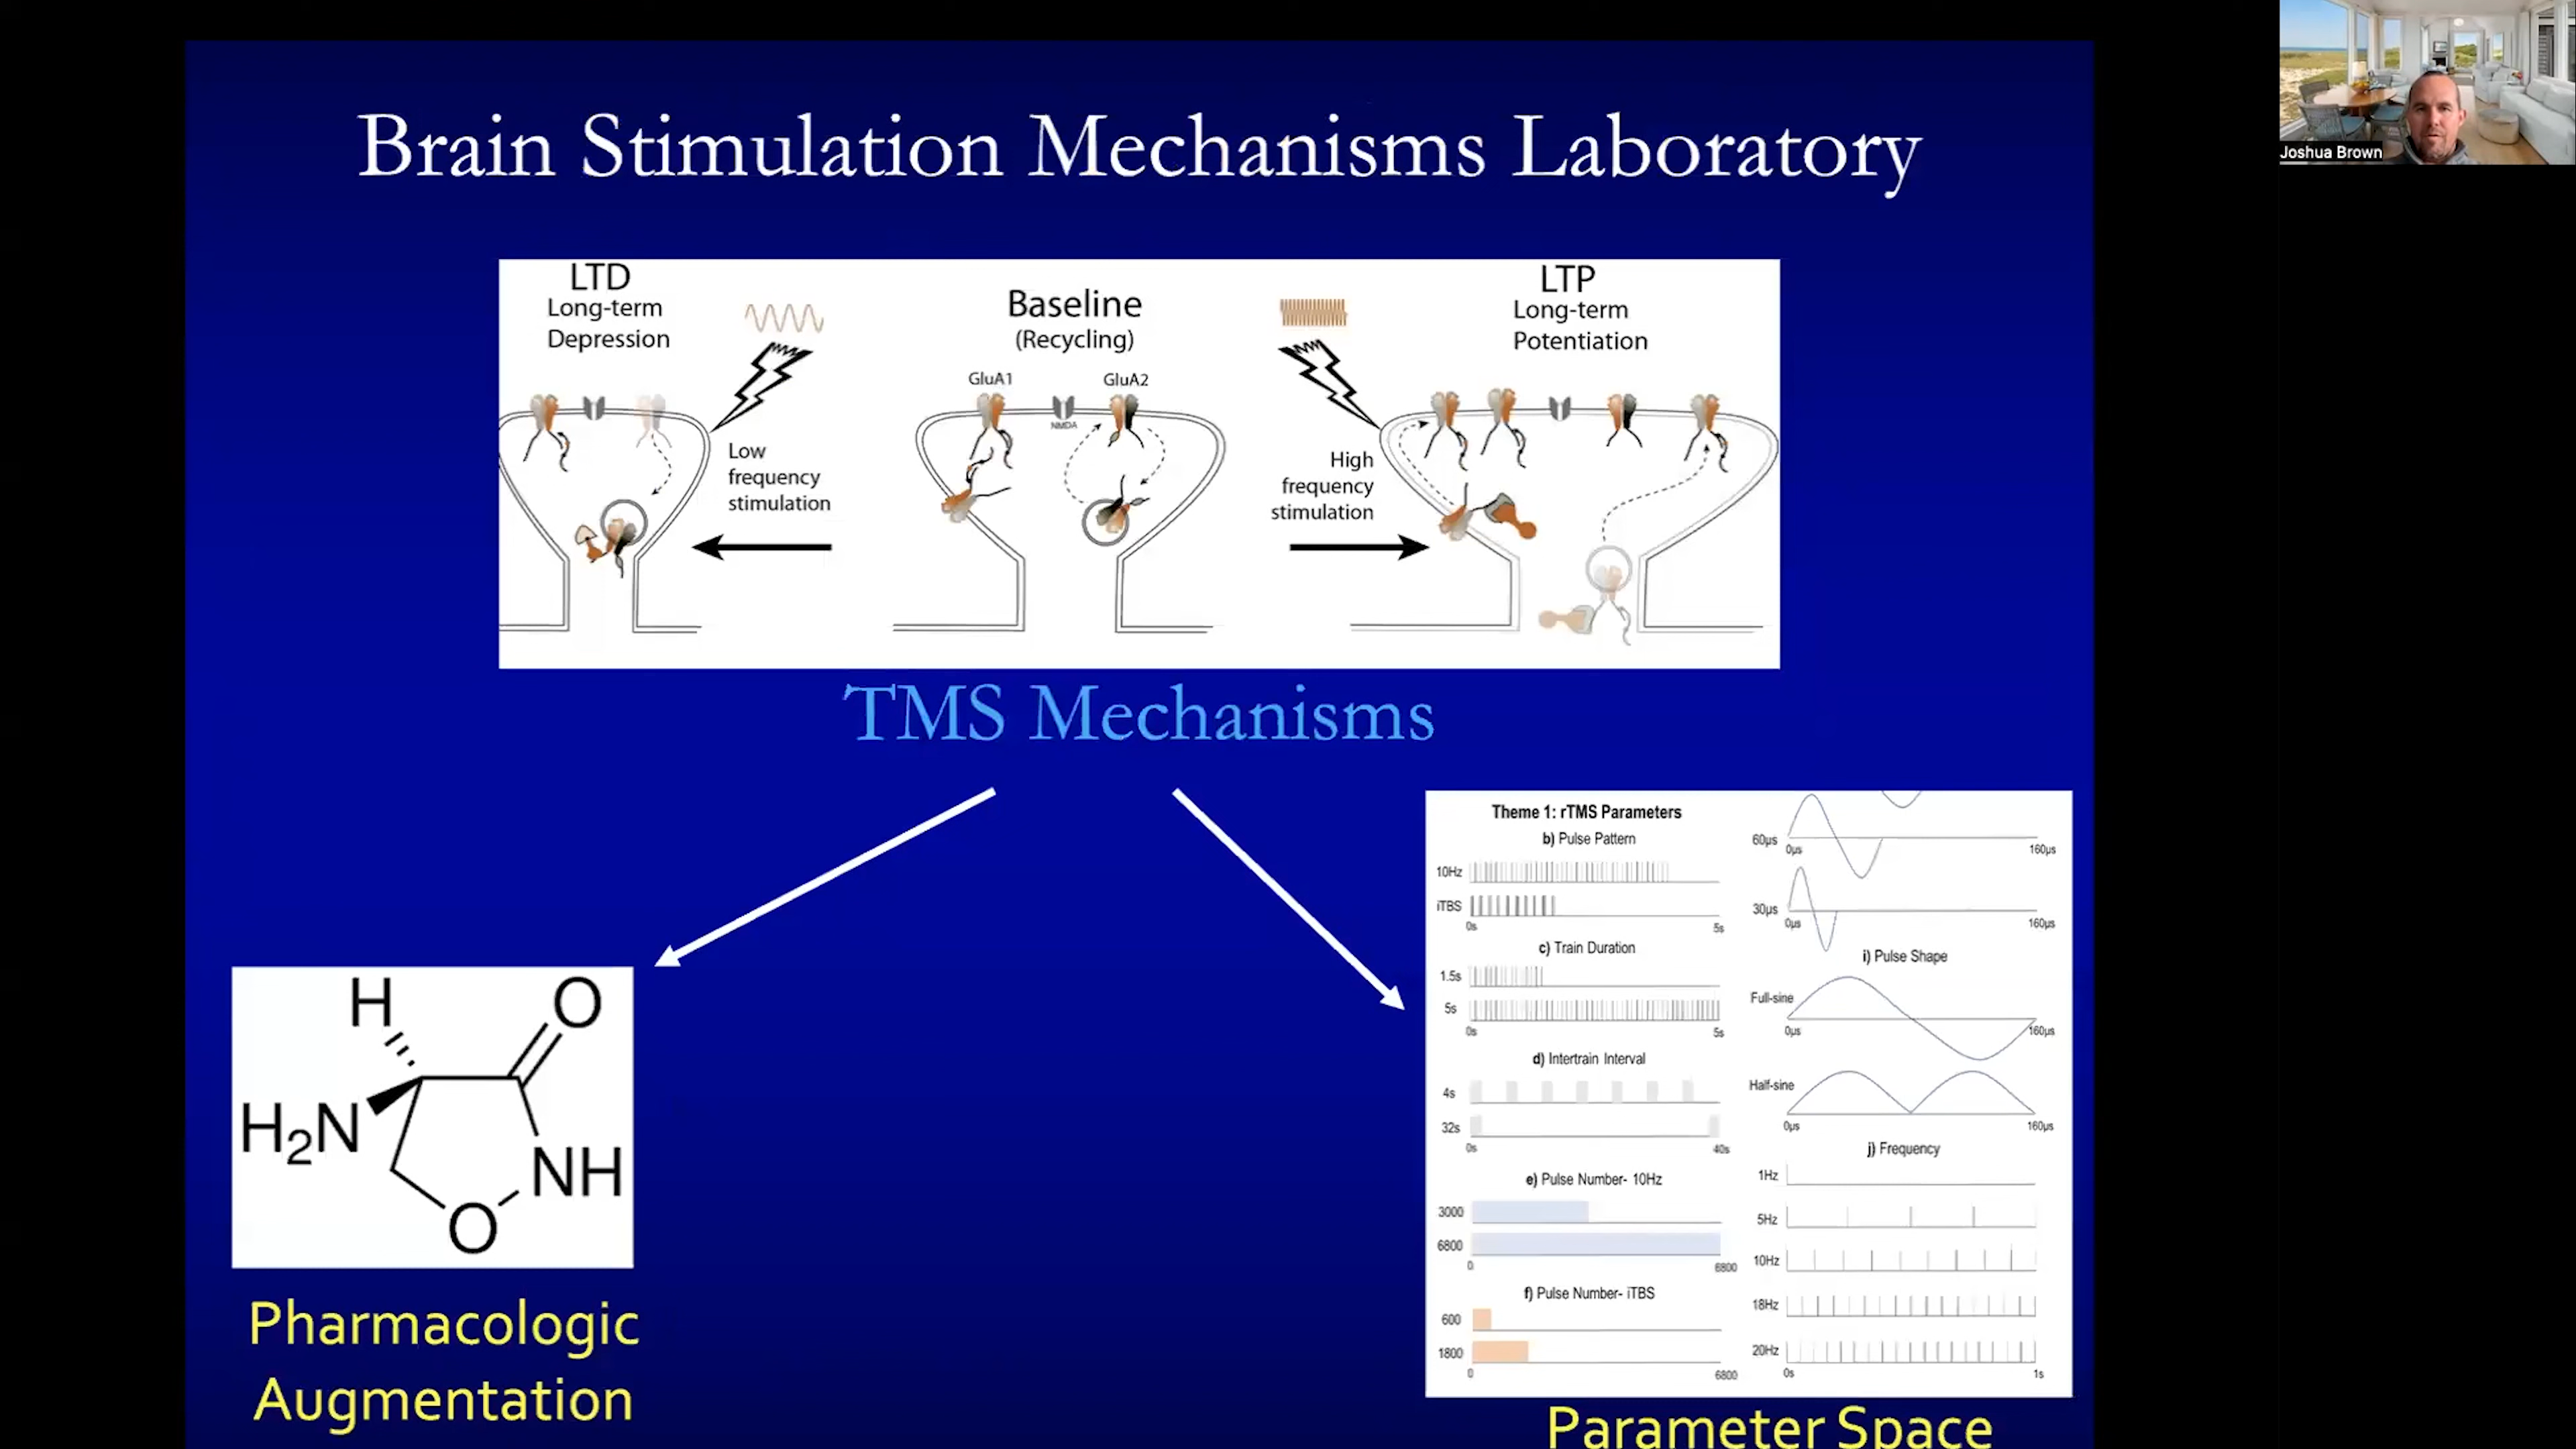 Brain Stimulation Mechanisms Laboratory
Joshua Brown
LTD
Long-term
Depression
Low
frequency
stimulation
Baseline
(Recycling)
GluA1
GluA2
NMDA
LTP
Long-term
Potentiation
High
frequency
stimulation
TMS Mechanisms
H
O
H2N
NH
O
Pharmacologic
Augmentation
Theme 1: rTMS Parameters
b) Pulse Pattern
10Hz
iTBS
0s
5s
c) Train Duration
1.5s
5s
0s
5s
d) Intertrain Interval
4s
32s
0s
40s
e) Pulse Number- 10Hz
3000
6800
0
6800
f) Pulse Number- iTBS
600
1800
0
6800
60µs
0µs
160µs
30µs
0µs
160µs
i) Pulse Shape
Full-sine
0µs
160µs
Half-sine
0µs
160µs
j) Frequency
1Hz
5Hz
10Hz
18Hz
20Hz
0s
1s
Parameter Space